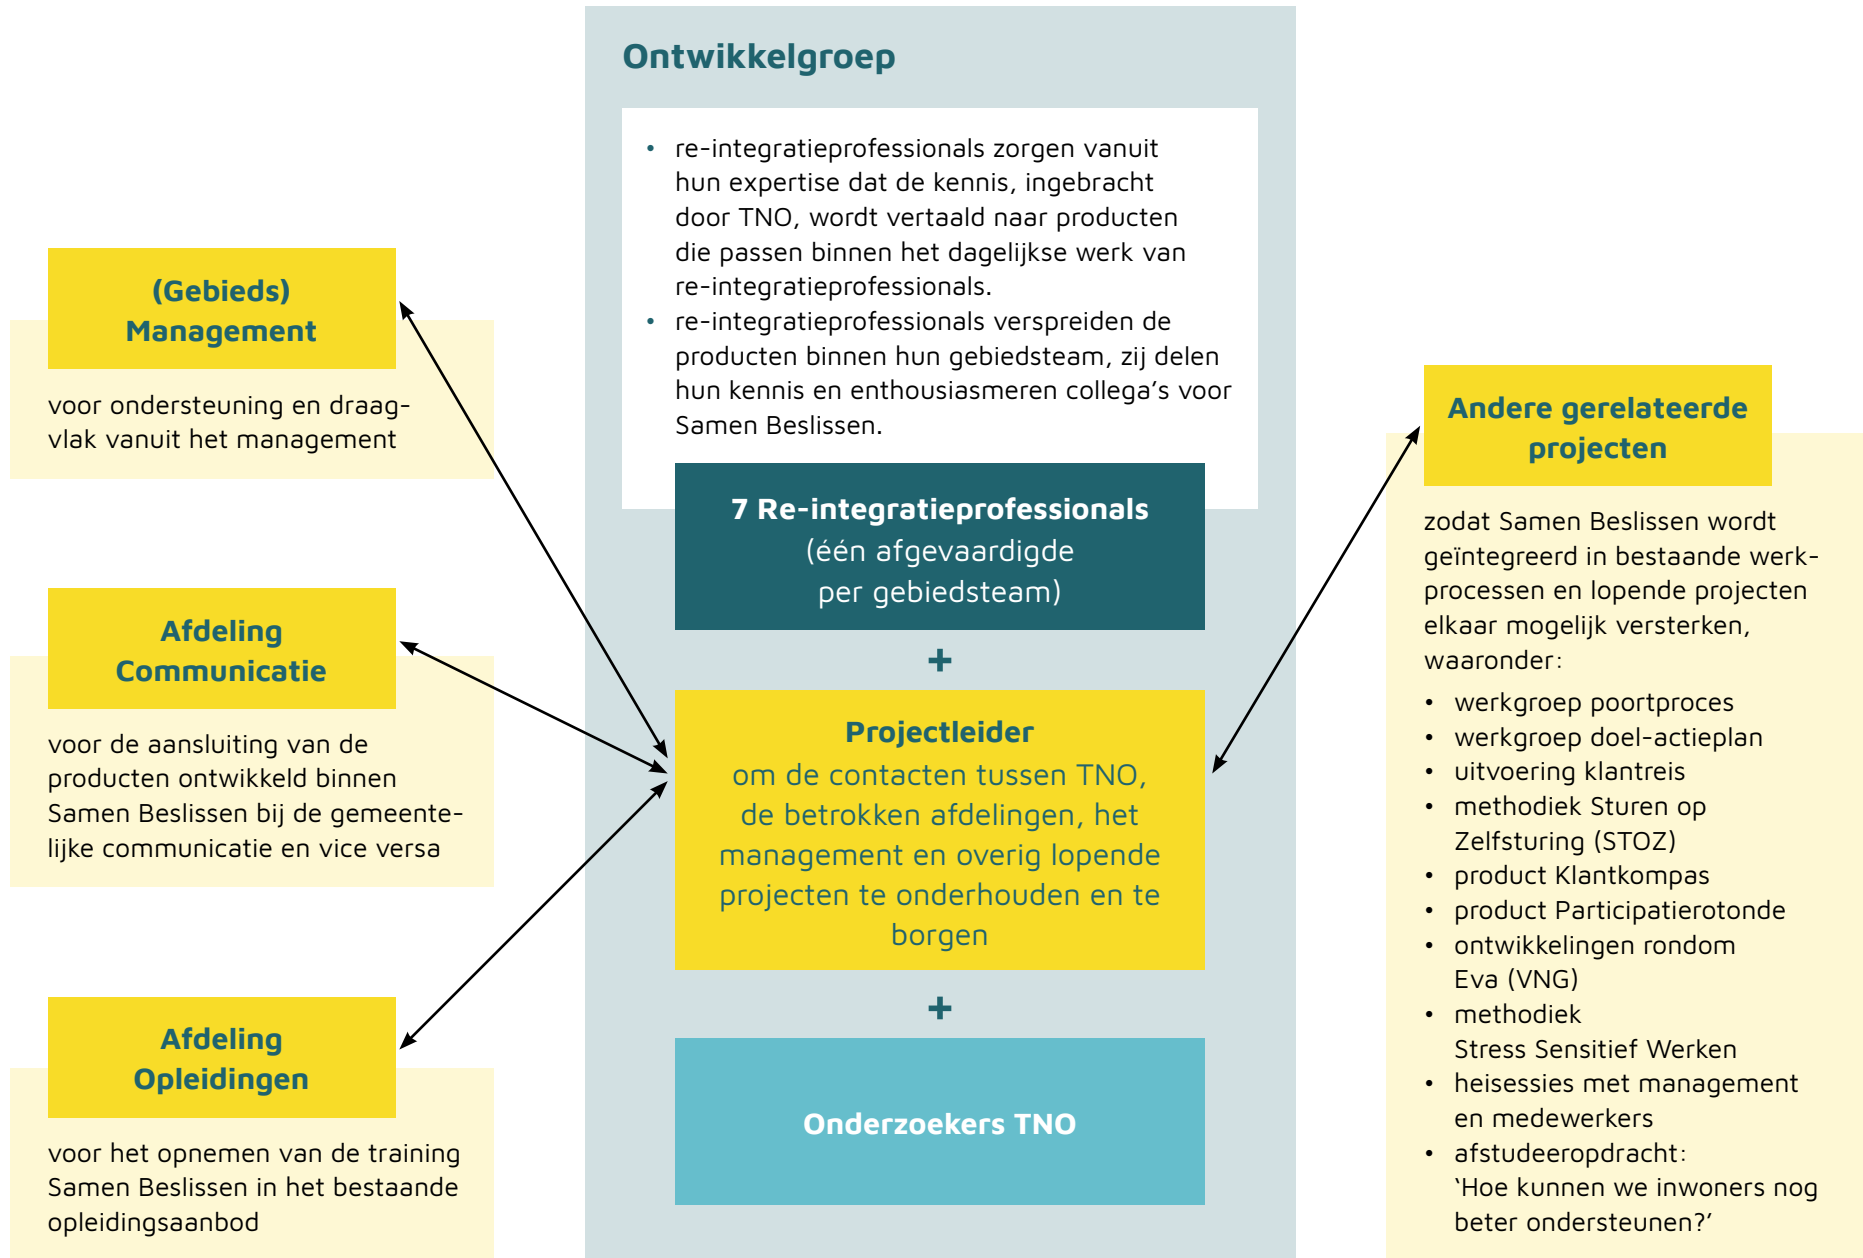 Ontwikkelgroep
• re-integratieprofessionals zorgen vanuit
hun expertise dat de kennis, ingebracht
door TNO, wordt vertaald naar producten
die passen binnen het dagelijkse werk van
re-integratieprofessionals.
• re-integratieprofessionals verspreiden de
producten binnen hun gebiedsteam, zij delen
hun kennis en enthousiasmeren collega’s voor
Samen Beslissen.
7 Re-integratieprofessionals
(één afgevaardigde
per gebiedsteam)
+
Projectleider
om de contacten tussen TNO,
de betrokken afdelingen, het
management en overig lopende
projecten te onderhouden en te
borgen
+
Onderzoekers TNO
(Gebieds)
Management
voor ondersteuning en draag-
vlak vanuit het management
Afdeling
Communicatie
voor de aansluiting van de
producten ontwikkeld binnen
Samen Beslissen bij de gemeente-
lijke communicatie en vice versa
Afdeling
Opleidingen
voor het opnemen van de training
Samen Beslissen in het bestaande
opleidingsaanbod
Andere gerelateerde
projecten
zodat Samen Beslissen wordt
geïntegreerd in bestaande werk-
processen en lopende projecten
elkaar mogelijk versterken,
waaronder:
• werkgroep poortproces
• werkgroep doel-actieplan
• uitvoering klantreis
• methodiek Sturen op
Zelfsturing (STOZ)
• product Klantkompas
• product Participatierotonde
• ontwikkelingen rondom
Eva (VNG)
• methodiek
Stress Sensitief Werken
• heisessies met management
en medewerkers
• afstudeeropdracht:
‘Hoe kunnen we inwoners nog
beter ondersteunen?’